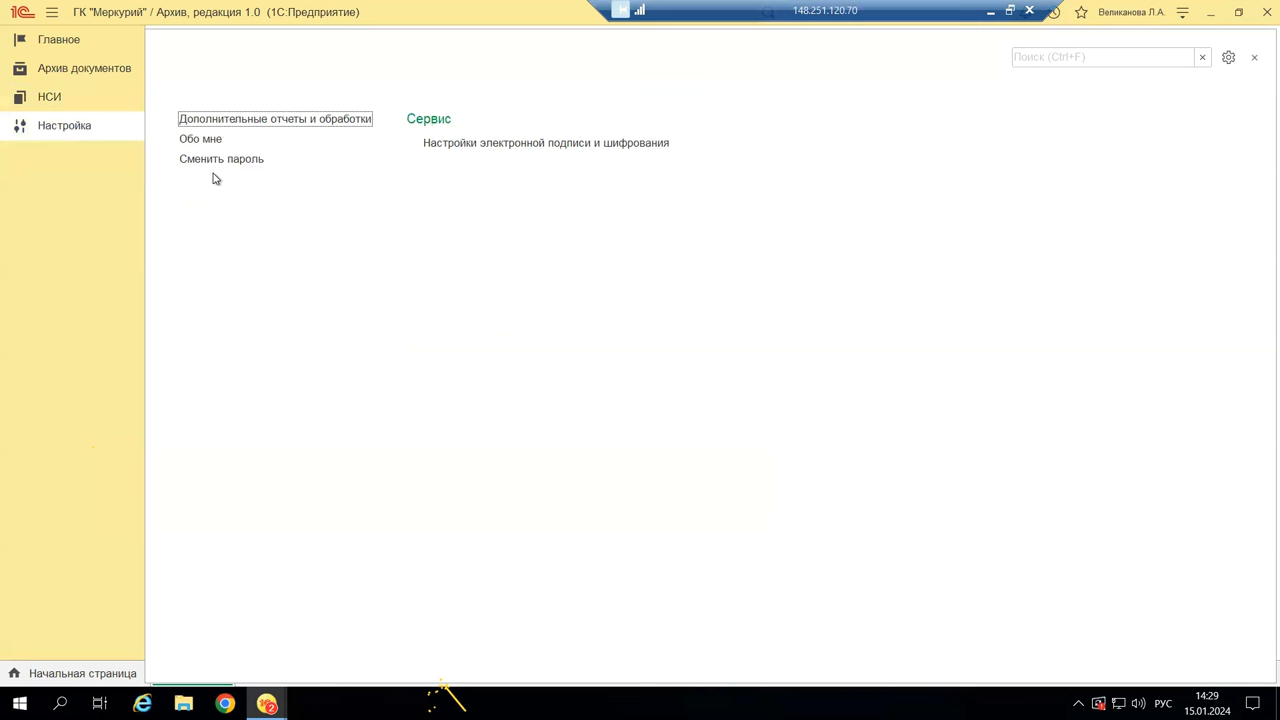 1С ГК "Меркурий" / Архив, редакция 1.0 (1С:Предприятие)
148.251.120.70
Великанова Л.А.
Главное
Архив документов
НСИ
Настройка
Поиск (Ctrl+F)
Дополнительные отчеты и обработки
Обо мне
Сменить пароль
Сервис
Настройки электронной подписи и шифрования
Начальная страница
2
РУС
14:29
15.01.2024